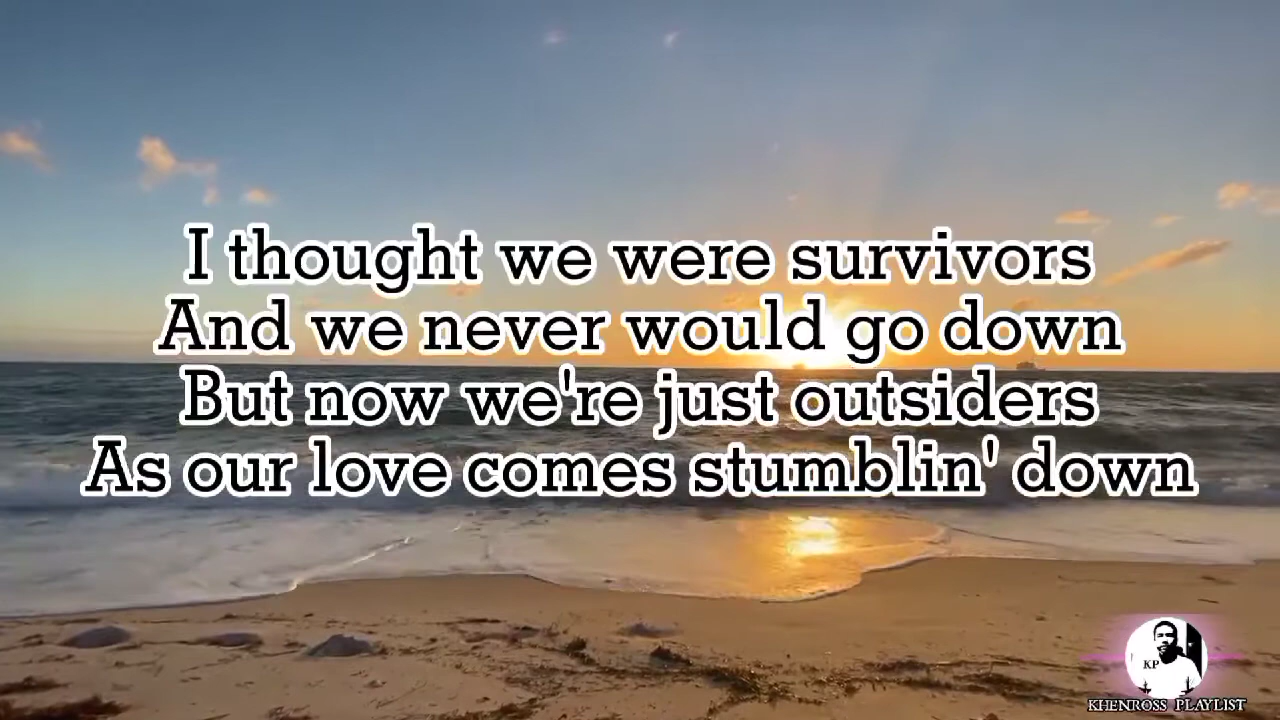 I thought we were survivors
And we never would go down
But now we're just outsiders
As our love comes stumblin' down
KP
KHENROSS PLAYLIST